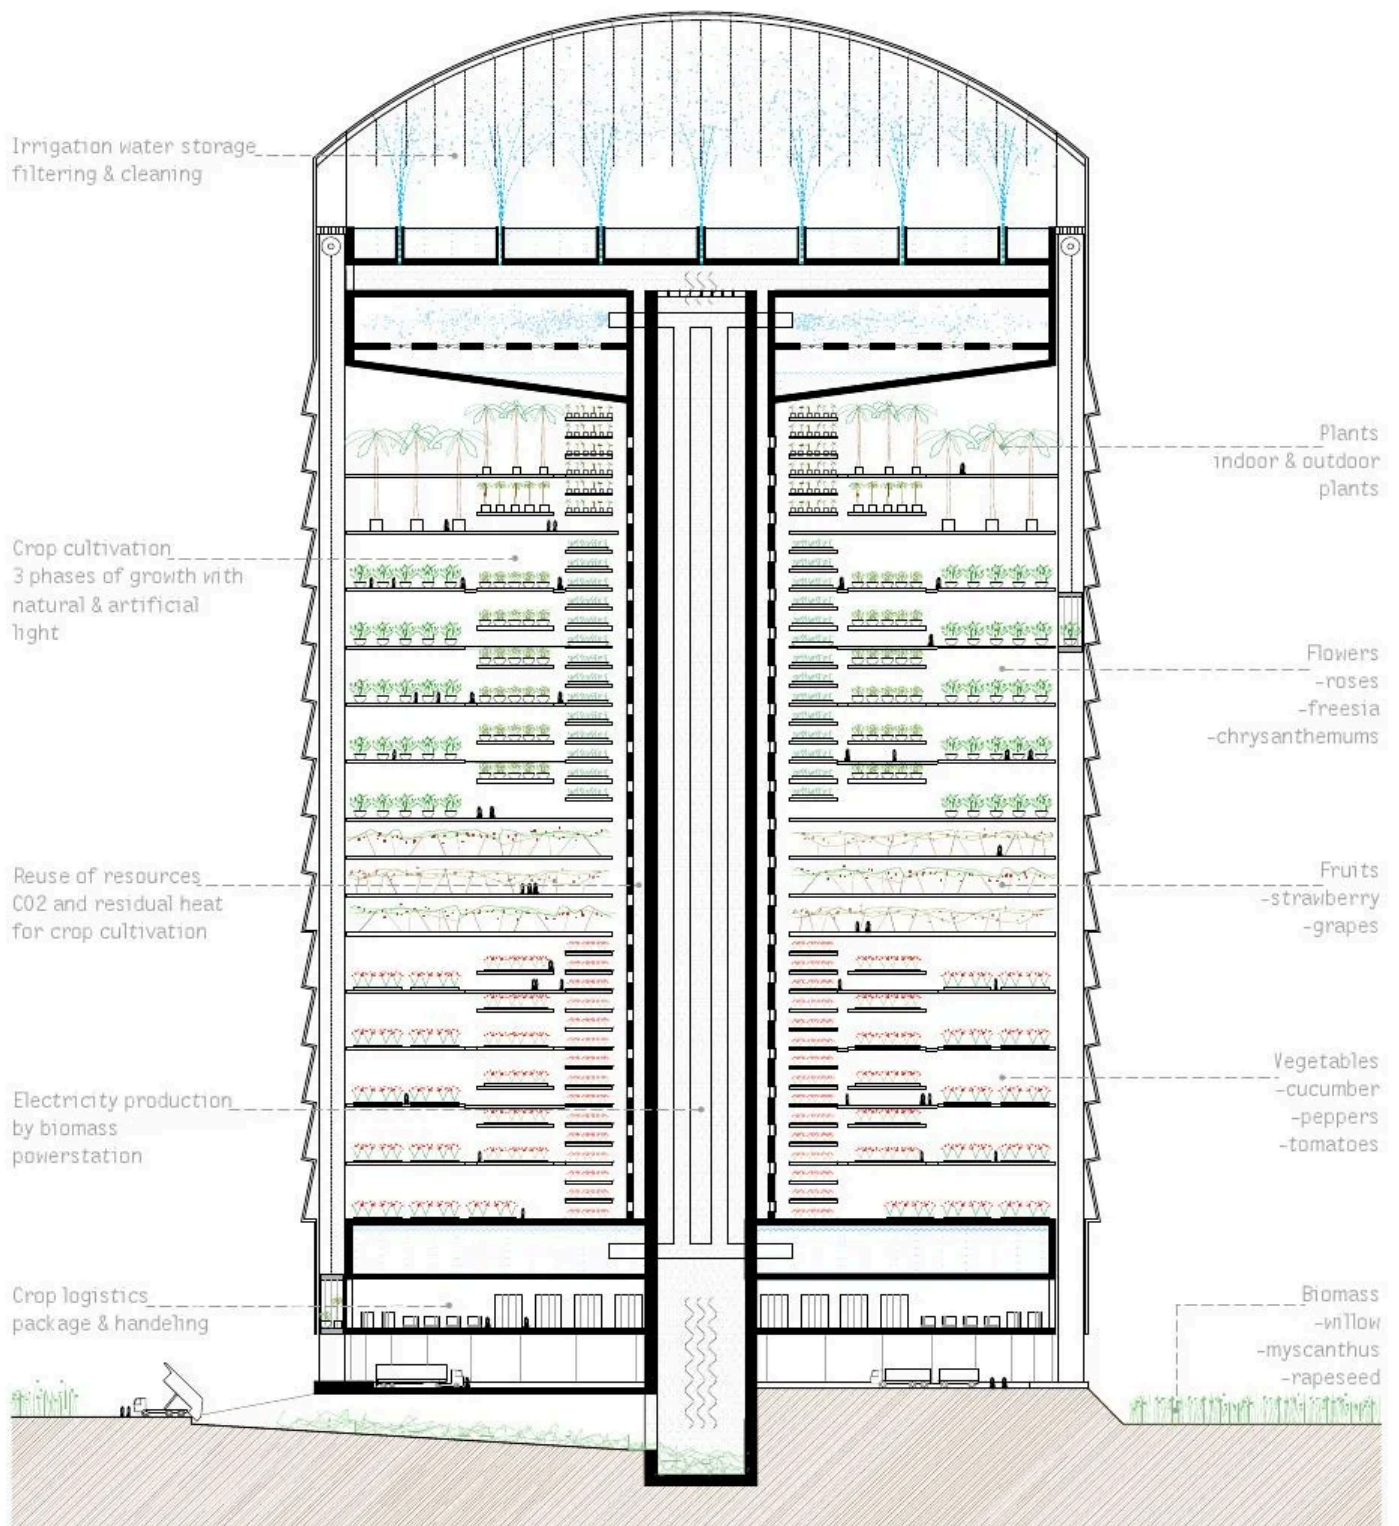 Irrigation water storage
filtering & cleaning
Crop cultivation
3 phases of growth with
natural & artificial
light
Reuse of resources
CO2 and residual heat
for crop cultivation
Electricity production
by biomass
powerstation
Crop logistics
package & handeling
Plants
indoor & outdoor
plants
Flowers
-roses
-freesia
-chrysanthemums
Fruits
-strawberry
-grapes
Vegetables
-cucumber
-peppers
-tomatoes
Biomass
-willow
-myscanthus
-rapeseed